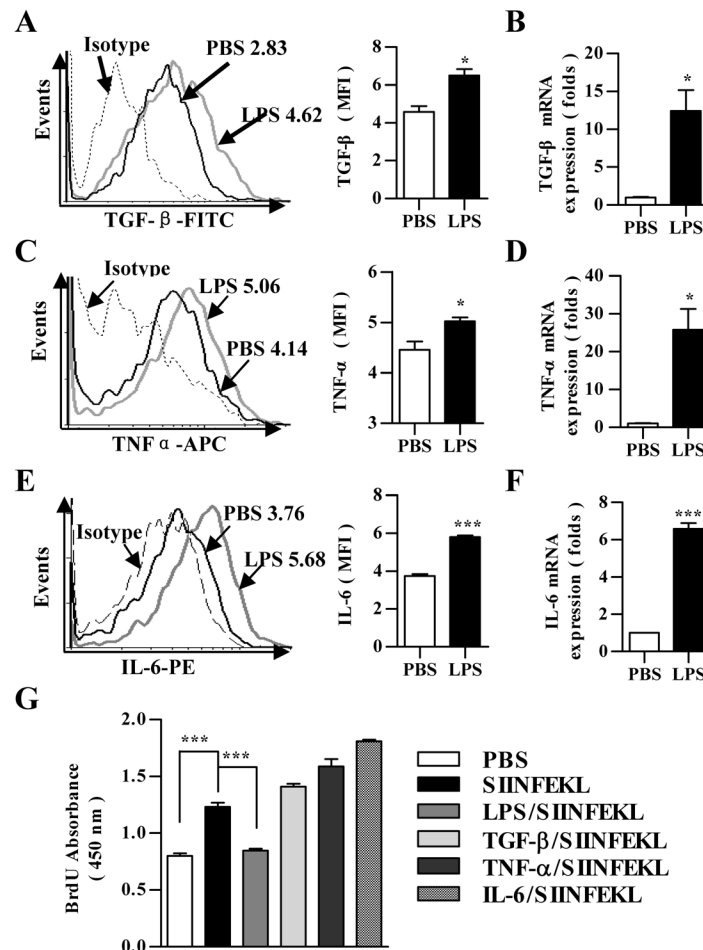 A
Isotype
PBS 2.83
LPS 4.62
Events
TGF-β-FITC
TGF-β ( MFI )
8
6
4
2
0
PBS LPS
*
B
TGF-β mRNA
expression ( folds )
20
15
10
5
0
PBS LPS
*
C
Isotype
LPS 5.06
PBS 4.14
Events
TNFα-APC
TNF-α ( MFI )
6
5
4
3
PBS LPS
*
D
TNF-α mRNA
expression ( folds )
40
30
20
10
0
PBS LPS
*
E
Isotype
PBS 3.76
LPS 5.68
Events
IL-6-PE
IL-6 ( MFI )
8
6
4
2
0
PBS LPS
***
F
IL-6 mRNA
expression ( folds )
8
6
4
2
0
PBS LPS
***
G
BrdU Absorbance
( 450 nm )
2.0
1.5
1.0
0.5
0.0
***
***
PBS
SIINFEKL
LPS/SIINFEKL
TGF-β/SIINFEKL
TNF-α/SIINFEKL
IL-6/SIINFEKL